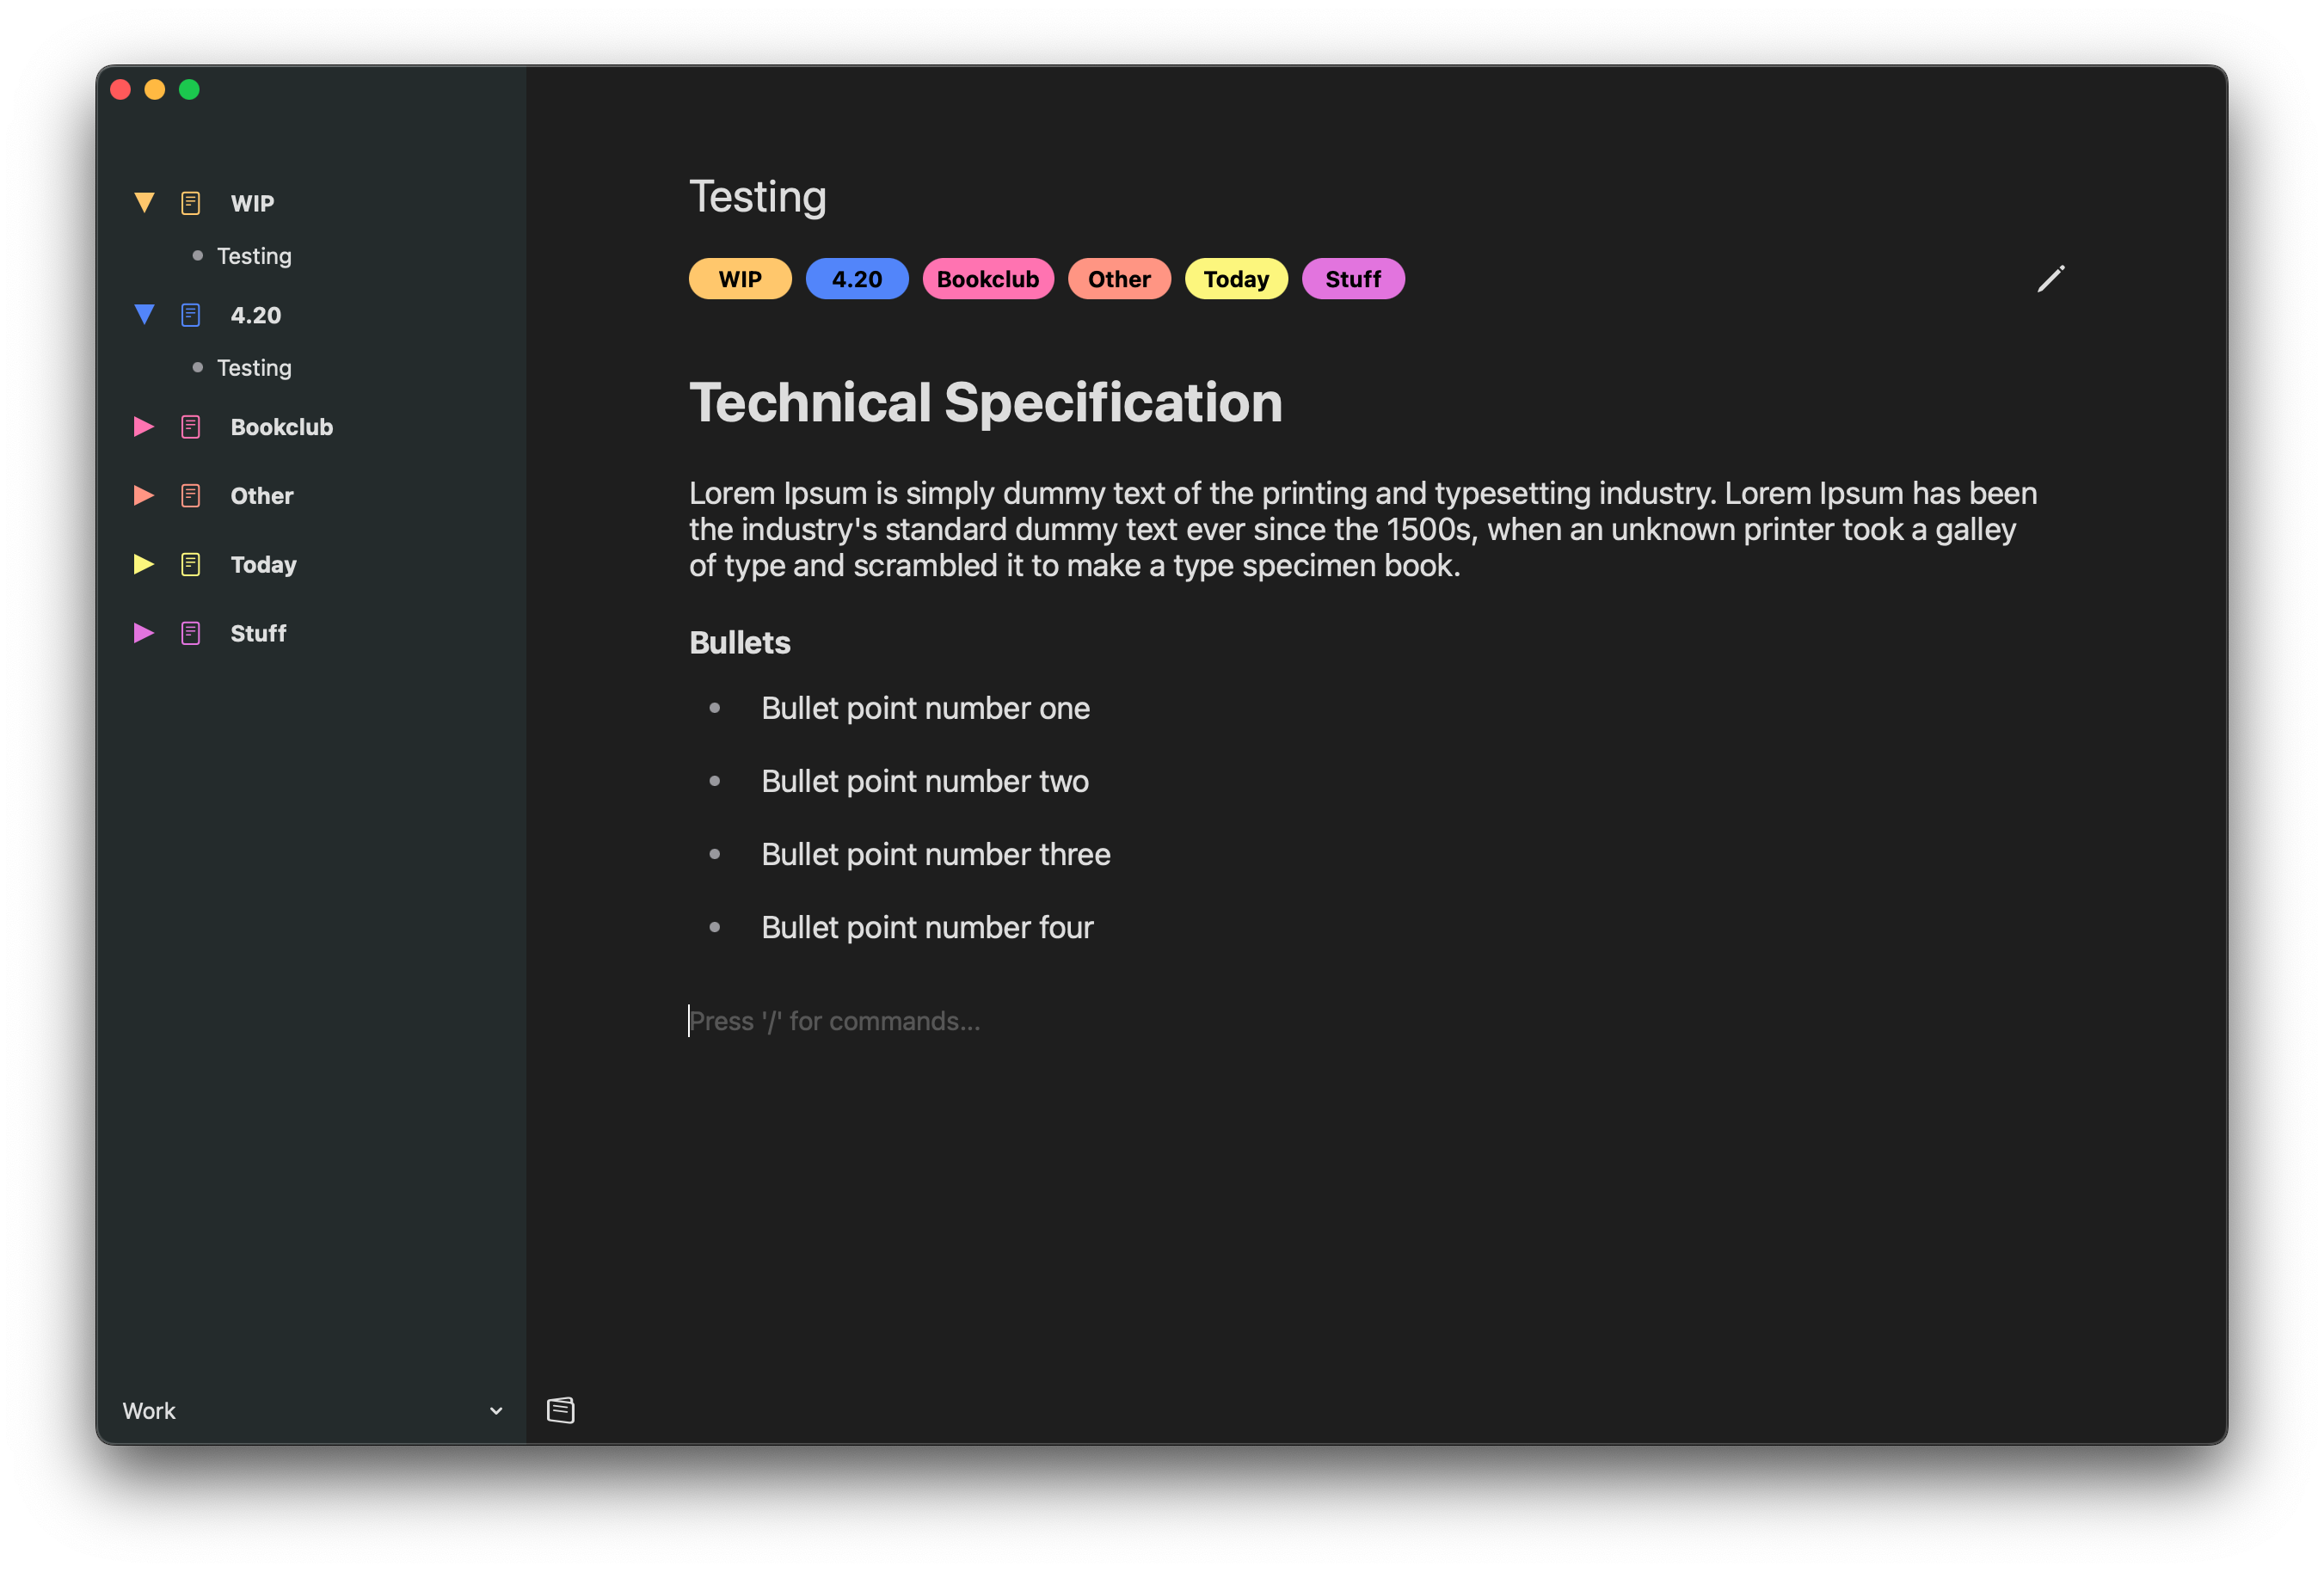 WIP
Testing
4.20
Testing
Bookclub
Other
Today
Stuff
Work
Testing
WIP 4.20 Bookclub Other Today Stuff
Technical Specification
Lorem Ipsum is simply dummy text of the printing and typesetting industry. Lorem Ipsum has been
the industry's standard dummy text ever since the 1500s, when an unknown printer took a galley
of type and scrambled it to make a type specimen book.
Bullets
Bullet point number one
Bullet point number two
Bullet point number three
Bullet point number four
Press '/' for commands...